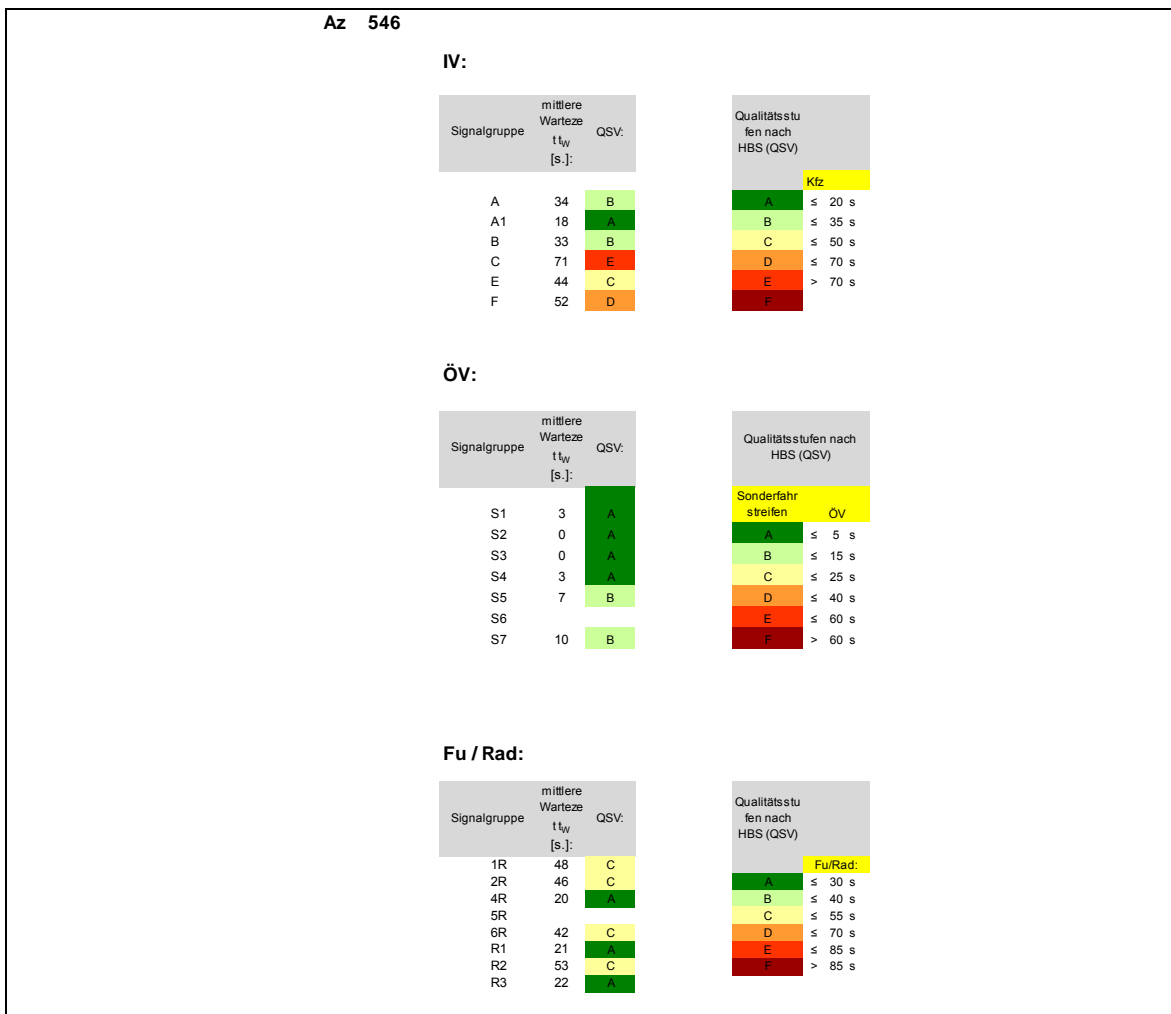 Az 546
IV:
Signalgruppe mittlere Warteze t tW [s.]: QSV:
A 34 B
A1 18 A
B 33 B
C 71 E
E 44 C
F 52 D
Qualitätsstu fen nach HBS (QSV)
Kfz
A ≤ 20 s
B ≤ 35 s
C ≤ 50 s
D ≤ 70 s
E > 70 s
F
ÖV:
Signalgruppe mittlere Warteze t tW [s.]: QSV:
S1 3 A
S2 0 A
S3 0 A
S4 3 A
S5 7 B
S6
S7 10 B
Qualitätsstufen nach HBS (QSV)
Sonderfahr streifen ÖV
A ≤ 5 s
B ≤ 15 s
C ≤ 25 s
D ≤ 40 s
E ≤ 60 s
F > 60 s
Fu / Rad:
Signalgruppe mittlere Warteze t tW [s.]: QSV:
1R 48 C
2R 46 C
4R 20 A
5R
6R 42 C
R1 21 A
R2 53 C
R3 22 A
Qualitätsstu fen nach HBS (QSV)
Fu/Rad:
A ≤ 30 s
B ≤ 40 s
C ≤ 55 s
D ≤ 70 s
E ≤ 85 s
F > 85 s